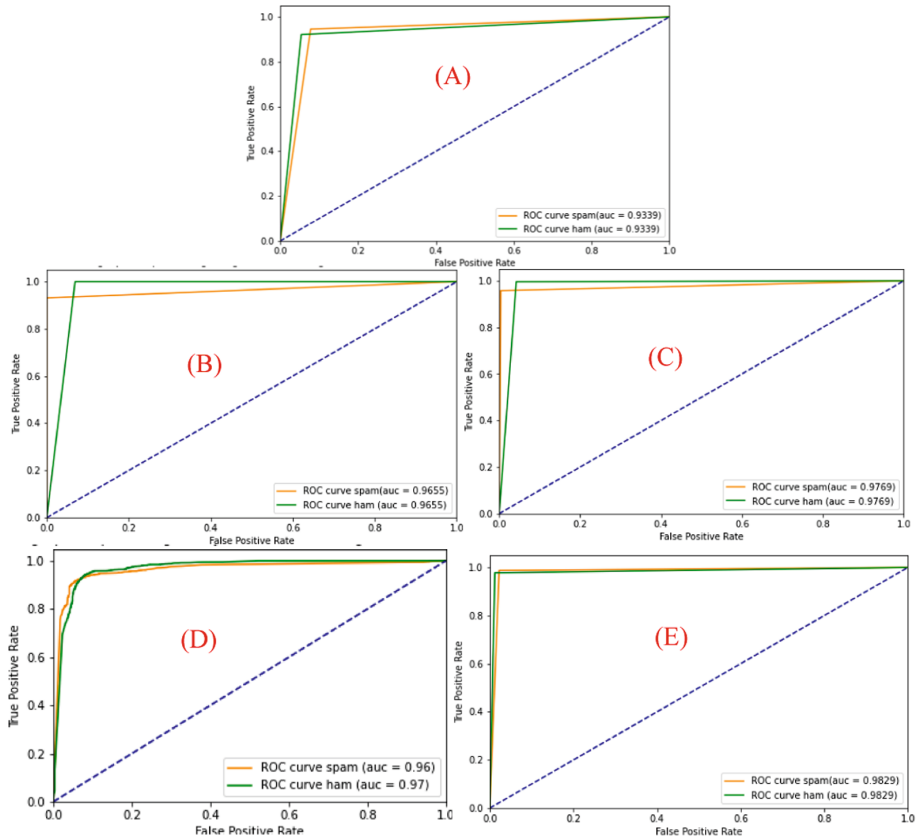 1.0
0.8
0.6
0.4
0.2
0.0
True Positive Rate
(A)
ROC curve spam(auc = 0.9339)
ROC curve ham (auc = 0.9339)
0.0 0.2 0.4 0.6 0.8 1.0
False Positive Rate
1.0
0.8
0.6
0.4
0.2
0.0
True Positive Rate
(B)
ROC curve spam(auc = 0.9655)
ROC curve ham (auc = 0.9655)
0.0 0.2 0.4 0.6 0.8 1.0
False Positive Rate
1.0
0.8
0.6
0.4
0.2
0.0
True Positive Rate
(C)
ROC curve spam(auc = 0.9769)
ROC curve ham (auc = 0.9769)
0.0 0.2 0.4 0.6 0.8 1.0
False Positive Rate
1.0
0.8
0.6
0.4
0.2
0.0
True Positive Rate
(D)
ROC curve spam (auc = 0.96)
ROC curve ham (auc = 0.97)
0.0 0.2 0.4 0.6 0.8 1.0
False Positive Rate
1.0
0.8
0.6
0.4
0.2
0.0
True Positive Rate
(E)
ROC curve spam(auc = 0.9829)
ROC curve ham (auc = 0.9829)
0.0 0.2 0.4 0.6 0.8 1.0
False Positive Rate